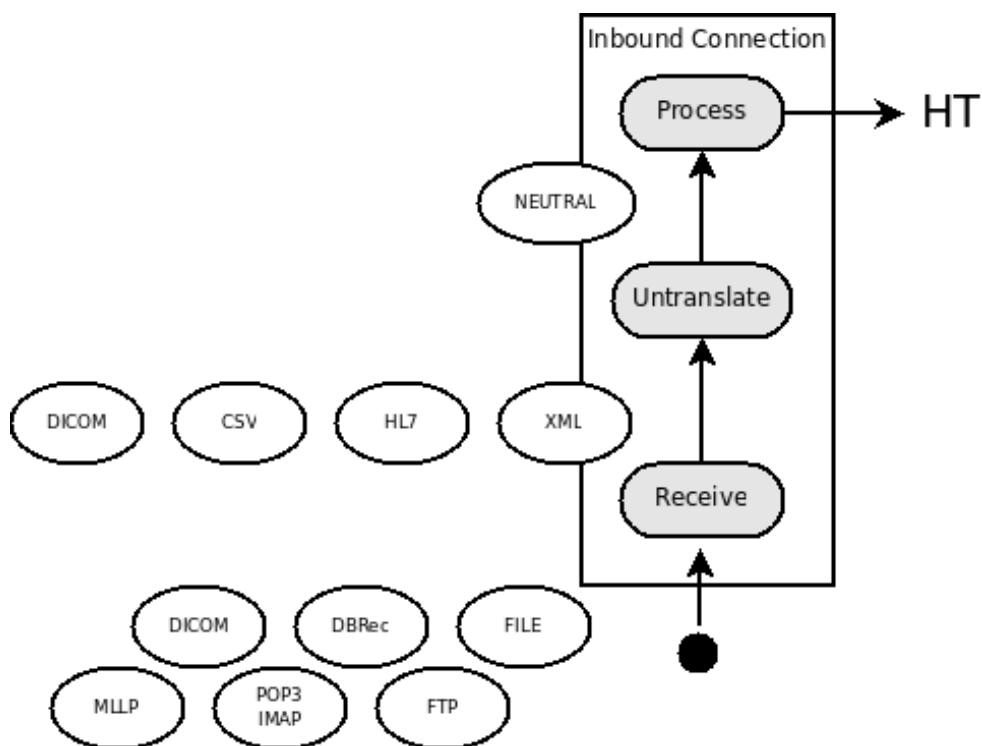 Inbound Connection
Process
HT
NEUTRAL
Untranslate
DICOM
CSV
HL7
XML
Receive
DICOM
DBRec
FILE
MLLP
POP3
IMAP
FTP